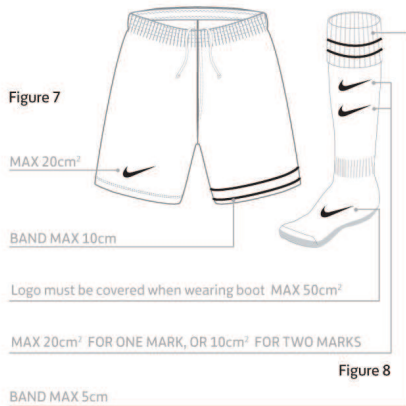 Figure 7
MAX 20cm²
BAND MAX 10cm
Logo must be covered when wearing boot MAX 50cm²
MAX 20cm² FOR ONE MARK, OR 10cm² FOR TWO MARKS
Figure 8
BAND MAX 5cm